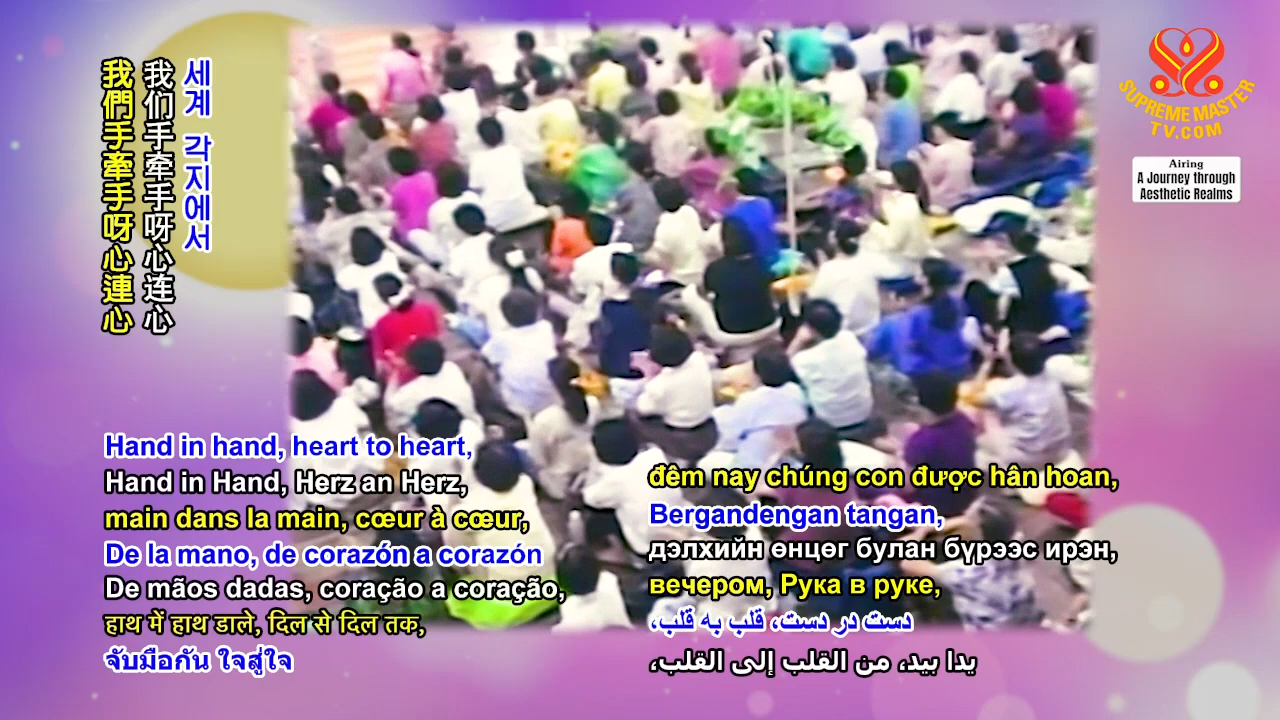 我們手牽手呀心連心
我们手牵手呀心连心
세계 각지에서
SUPREME MASTER
TV.COM
Airing
A Journey through
Aesthetic Realms
Hand in hand, heart to heart,
Hand in Hand, Herz an Herz,
main dans la main, cœur à cœur,
De la mano, de corazón a corazón
De mãos dadas, coração a coração,
हाथ में हाथ डाले, दिल से दिल तक,
จับมือกัน ใจสู่ใจ
đêm nay chúng con được hân hoan,
Bergandengan tangan,
дэлхийн өнцөг булан бүрээс ирэн,
вечером, Рука в руке,
دست در دست، قلب به قلب،
يدا بيد، من القلب إلى القلب،